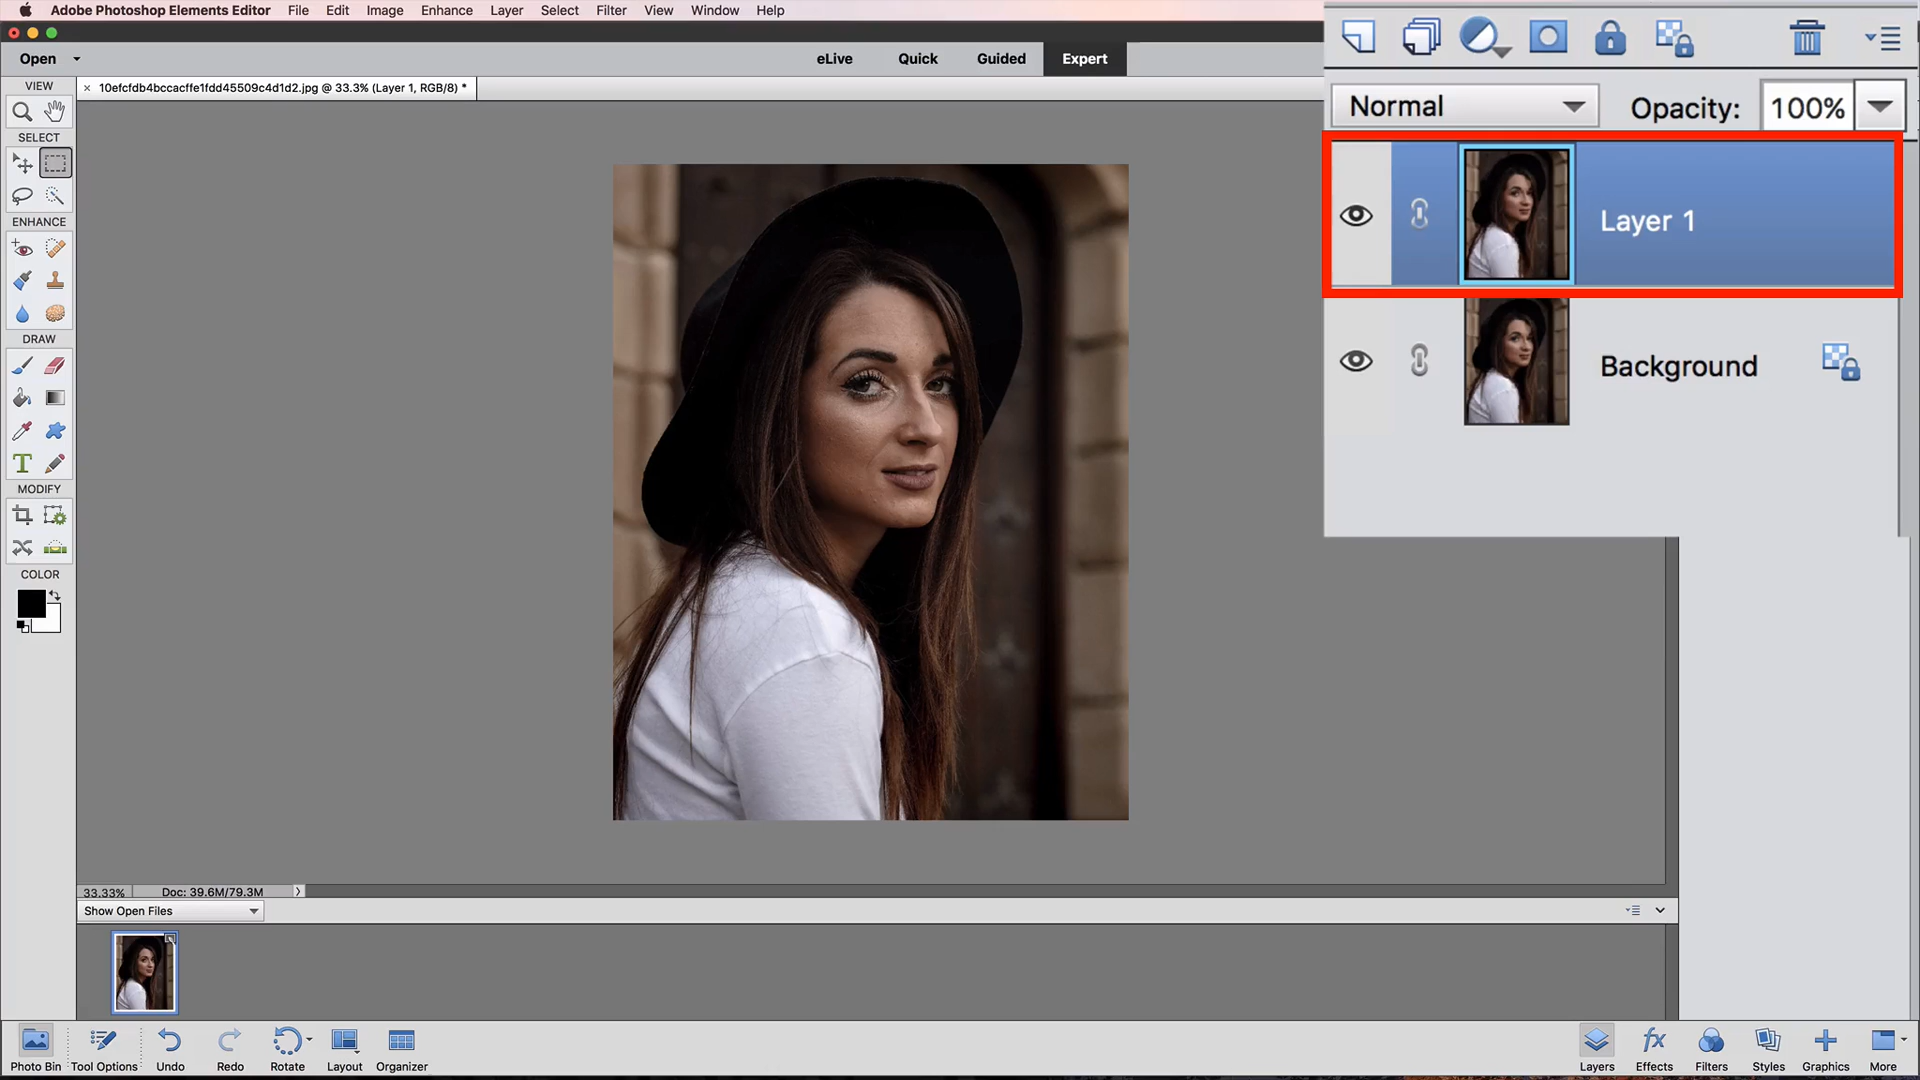 Adobe Photoshop Elements Editor File Edit Image Enhance Layer Select Filter View Window Help
Open eLive Quick Guided Expert
10efcfdb4bccacffe1fdd45509c4d1d2.jpg @ 33.3% (Layer 1, RGB/8) *
VIEW
SELECT
ENHANCE
DRAW
T
MODIFY
COLOR
Normal Opacity: 100%
Layer 1
Background
33.33% Doc: 39.6M/79.3M
Show Open Files
Photo Bin Tool Options Undo Redo Rotate Layout Organizer
fx
Layers Effects Filters Styles Graphics More